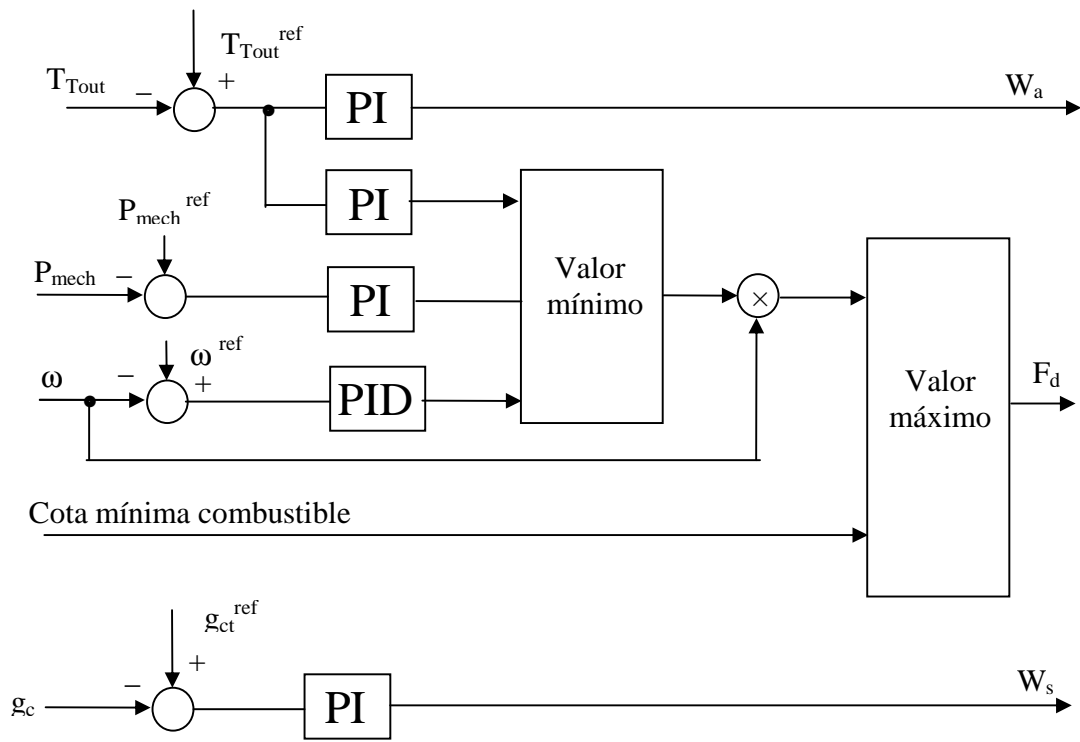 T_Tout^ref
T_Tout
−
+
PI
W_a
PI
P_mech^ref
P_mech
−
PI
Valor
mínimo
×
ω^ref
ω
−
+
PID
Valor
máximo
F_d
Cota mínima combustible
g_ct^ref
+
−
g_c
PI
W_s